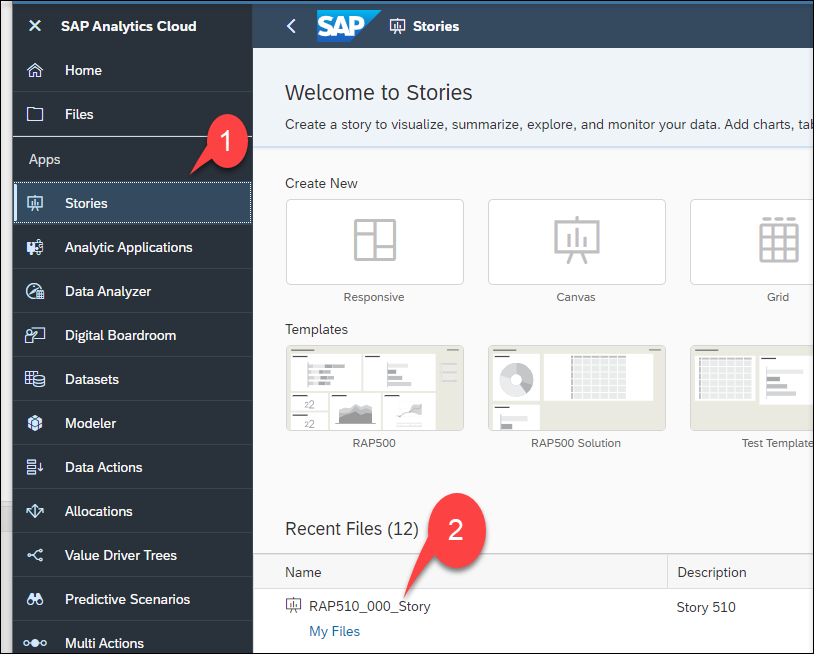 SAP Analytics Cloud
Home
Files
Apps
1
Stories
Analytic Applications
Data Analyzer
Digital Boardroom
Datasets
Modeler
Data Actions
Allocations
Value Driver Trees
Predictive Scenarios
Multi Actions
SAP Stories
Welcome to Stories
Create a story to visualize, summarize, explore, and monitor your data. Add charts, tab
Create New
Responsive Canvas Grid
Templates
22
22
RAP500 RAP500 Solution Test Template
Recent Files (12)
2
Name Description
RAP510_000_Story Story 510
My Files